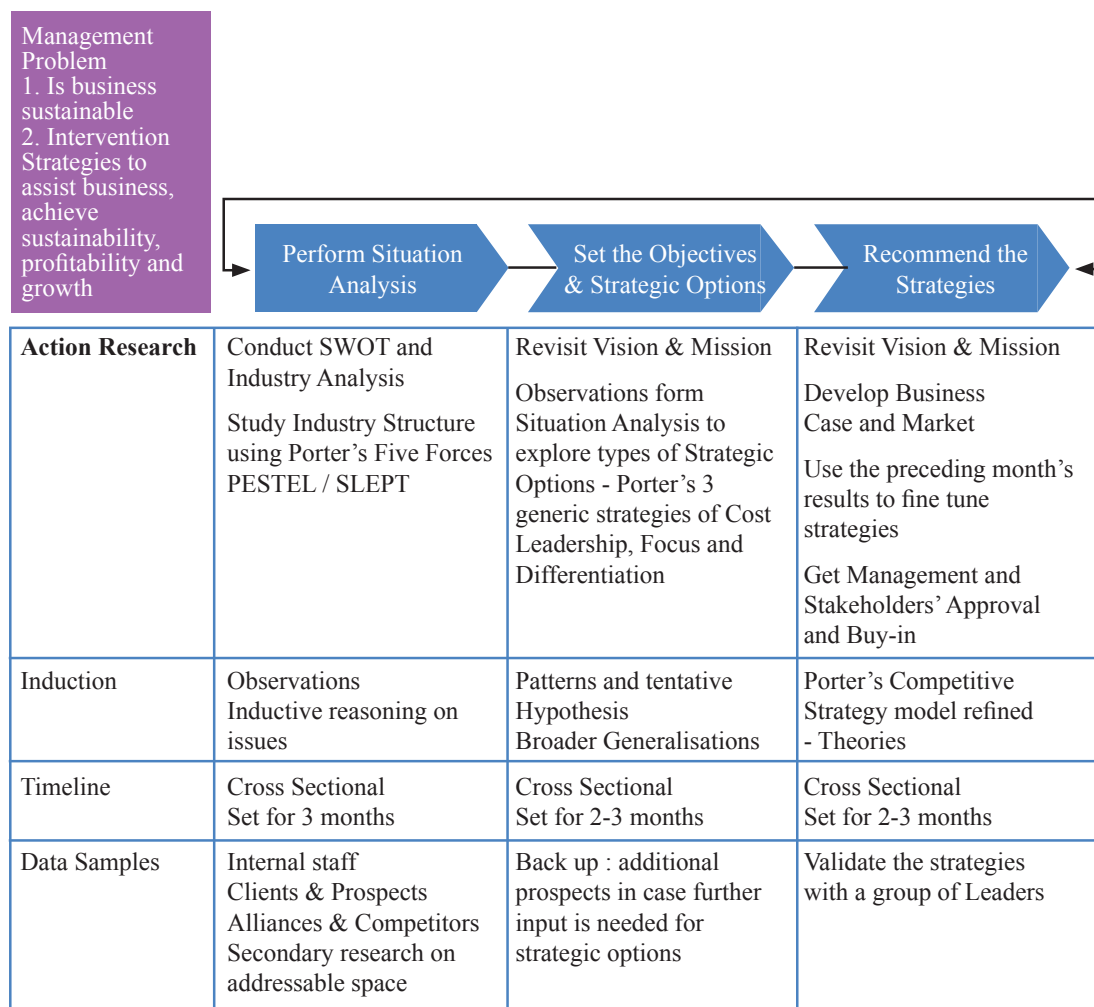 Management
Problem
1. Is business
sustainable
2. Intervention
Strategies to
assist business,
achieve
sustainability,
profitability and
growth
Perform Situation
Analysis
Set the Objectives
& Strategic Options
Recommend the
Strategies
Action Research
Conduct SWOT and
Industry Analysis
Study Industry Structure
using Porter’s Five Forces
PESTEL / SLEPT
Revisit Vision & Mission
Observations form
Situation Analysis to
explore types of Strategic
Options - Porter’s 3
generic strategies of Cost
Leadership, Focus and
Differentiation
Revisit Vision & Mission
Develop Business
Case and Market
Use the preceding month’s
results to fine tune
strategies
Get Management and
Stakeholders’ Approval
and Buy-in
Induction
Observations
Inductive reasoning on
issues
Patterns and tentative
Hypothesis
Broader Generalisations
Porter’s Competitive
Strategy model refined
- Theories
Timeline
Cross Sectional
Set for 3 months
Cross Sectional
Set for 2-3 months
Cross Sectional
Set for 2-3 months
Data Samples
Internal staff
Clients & Prospects
Alliances & Competitors
Secondary research on
addressable space
Back up : additional
prospects in case further
input is needed for
strategic options
Validate the strategies
with a group of Leaders